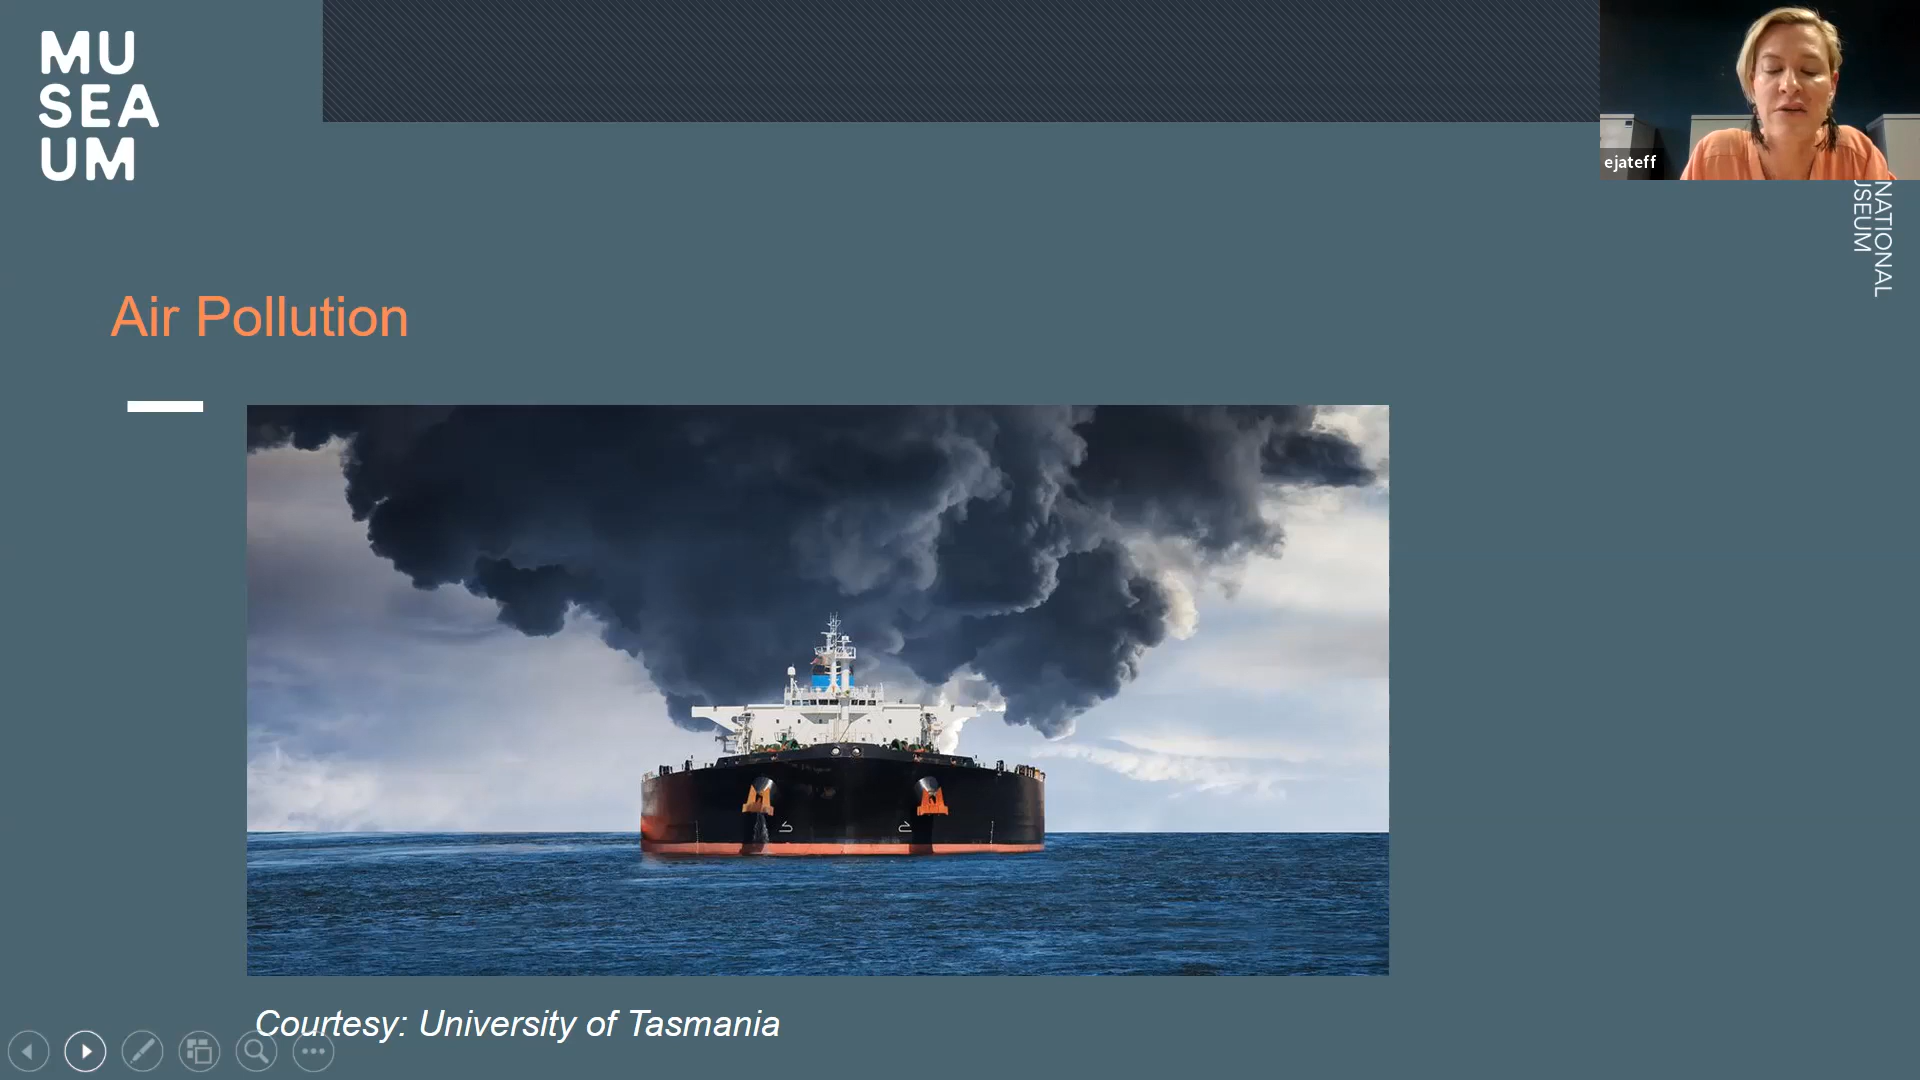 MU
SEA
UM
ejateff
NATIONAL
USEUM
Air Pollution
Courtesy: University of Tasmania